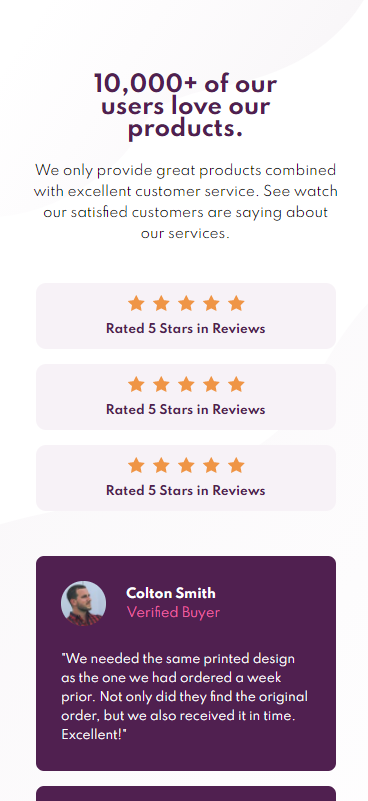 10,000+ of our
users love our
products.
We only provide great products combined
with excellent customer service. See watch
our satisfied customers are saying about
our services.
Rated 5 Stars in Reviews
Rated 5 Stars in Reviews
Rated 5 Stars in Reviews
Colton Smith
Verified Buyer
"We needed the same printed design
as the one we had ordered a week
prior. Not only did they find the original
order, but we also received it in time.
Excellent!"